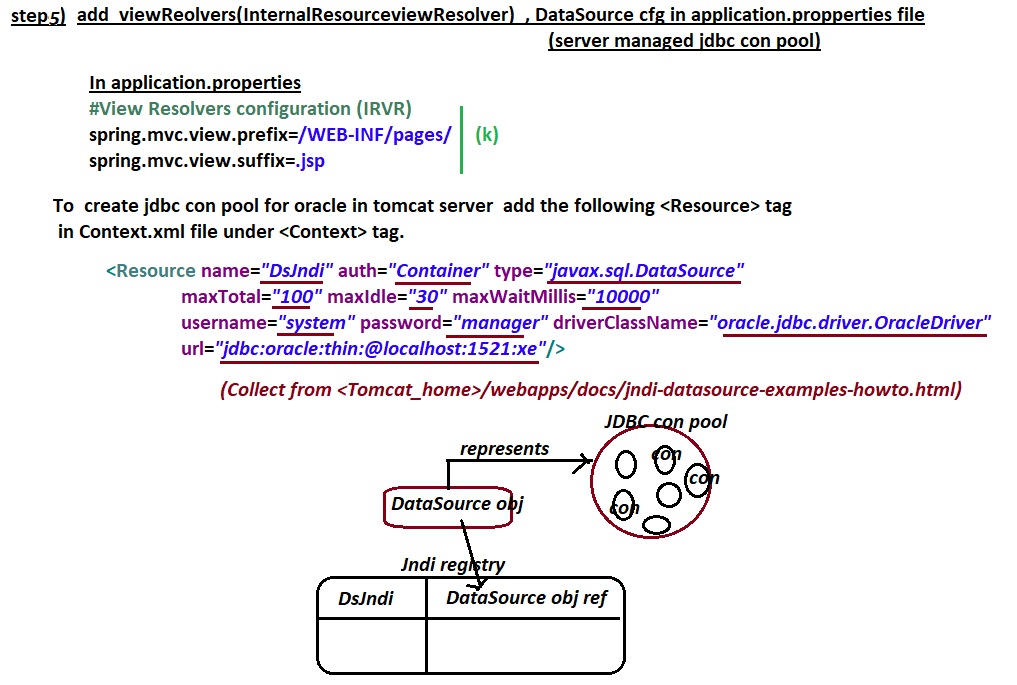 step5) add viewReolvers(InternalResourceviewResolver) , DataSource cfg in application.propperties file
(server managed jdbc con pool)
In application.properties
#View Resolvers configuration (IRVR)
spring.mvc.view.prefix=/WEB-INF/pages/ (k)
spring.mvc.view.suffix=.jsp
To create jdbc con pool for oracle in tomcat server add the following <Resource> tag
in Context.xml file under <Context> tag.
<Resource name="DsJndi" auth="Container" type="javax.sql.DataSource"
maxTotal="100" maxIdle="30" maxWaitMillis="10000"
username="system" password="manager" driverClassName="oracle.jdbc.driver.OracleDriver"
url="jdbc:oracle:thin:@localhost:1521:xe"/>
(Collect from <Tomcat_home>/webapps/docs/jndi-datasource-examples-howto.html)
JDBC con pool
represents
con
con
DataSource obj
con
Jndi registry
DsJndi DataSource obj ref